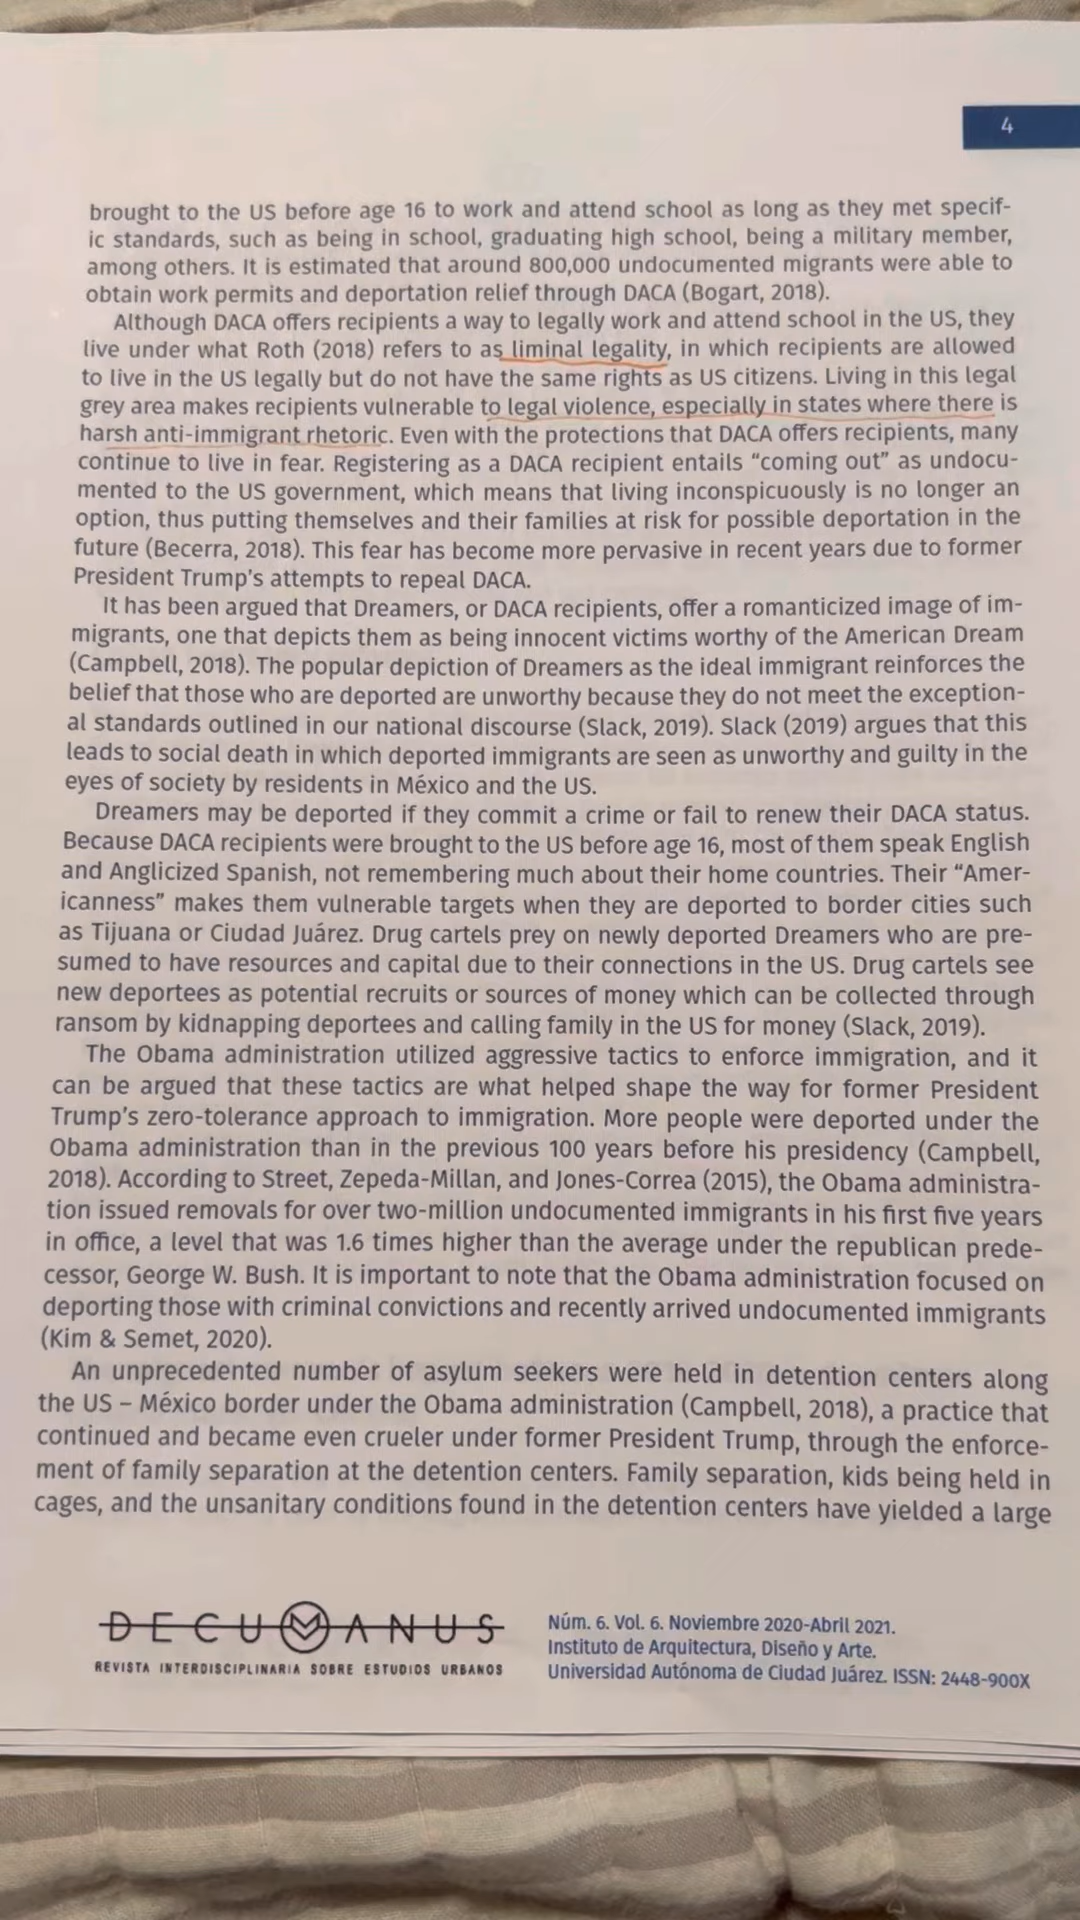 4
brought to the US before age 16 to work and attend school as long as they met specif-
ic standards, such as being in school, graduating high school, being a military member,
among others. It is estimated that around 800,000 undocumented migrants were able to
obtain work permits and deportation relief through DACA (Bogart, 2018).
Although DACA offers recipients a way to legally work and attend school in the US, they
live under what Roth (2018) refers to as liminal legality, in which recipients are allowed
to live in the US legally but do not have the same rights as US citizens. Living in this legal
grey area makes recipients vulnerable to legal violence, especially in states where there is
harsh anti-immigrant rhetoric. Even with the protections that DACA offers recipients, many
continue to live in fear. Registering as a DACA recipient entails “coming out” as undocu-
mented to the US government, which means that living inconspicuously is no longer an
option, thus putting themselves and their families at risk for possible deportation in the
future (Becerra, 2018). This fear has become more pervasive in recent years due to former
President Trump’s attempts to repeal DACA.
It has been argued that Dreamers, or DACA recipients, offer a romanticized image of im-
migrants, one that depicts them as being innocent victims worthy of the American Dream
(Campbell, 2018). The popular depiction of Dreamers as the ideal immigrant reinforces the
belief that those who are deported are unworthy because they do not meet the exception-
al standards outlined in our national discourse (Slack, 2019). Slack (2019) argues that this
leads to social death in which deported immigrants are seen as unworthy and guilty in the
eyes of society by residents in México and the US.
Dreamers may be deported if they commit a crime or fail to renew their DACA status.
Because DACA recipients were brought to the US before age 16, most of them speak English
and Anglicized Spanish, not remembering much about their home countries. Their “Amer-
icanness” makes them vulnerable targets when they are deported to border cities such
as Tijuana or Ciudad Juárez. Drug cartels prey on newly deported Dreamers who are pre-
sumed to have resources and capital due to their connections in the US. Drug cartels see
new deportees as potential recruits or sources of money which can be collected through
ransom by kidnapping deportees and calling family in the US for money (Slack, 2019).
The Obama administration utilized aggressive tactics to enforce immigration, and it
can be argued that these tactics are what helped shape the way for former President
Trump’s zero-tolerance approach to immigration. More people were deported under the
Obama administration than in the previous 100 years before his presidency (Campbell,
2018). According to Street, Zepeda-Millan, and Jones-Correa (2015), the Obama administra-
tion issued removals for over two-million undocumented immigrants in his first five years
in office, a level that was 1.6 times higher than the average under the republican prede-
cessor, George W. Bush. It is important to note that the Obama administration focused on
deporting those with criminal convictions and recently arrived undocumented immigrants
(Kim & Semet, 2020).
An unprecedented number of asylum seekers were held in detention centers along
the US – México border under the Obama administration (Campbell, 2018), a practice that
continued and became even crueler under former President Trump, through the enforce-
ment of family separation at the detention centers. Family separation, kids being held in
cages, and the unsanitary conditions found in the detention centers have yielded a large
DECUMANUS
REVISTA INTERDISCIPLINARIA SOBRE ESTUDIOS URBANOS
Núm. 6. Vol. 6. Noviembre 2020-Abril 2021.
Instituto de Arquitectura, Diseño y Arte.
Universidad Autónoma de Ciudad Juárez. ISSN: 2448-900X